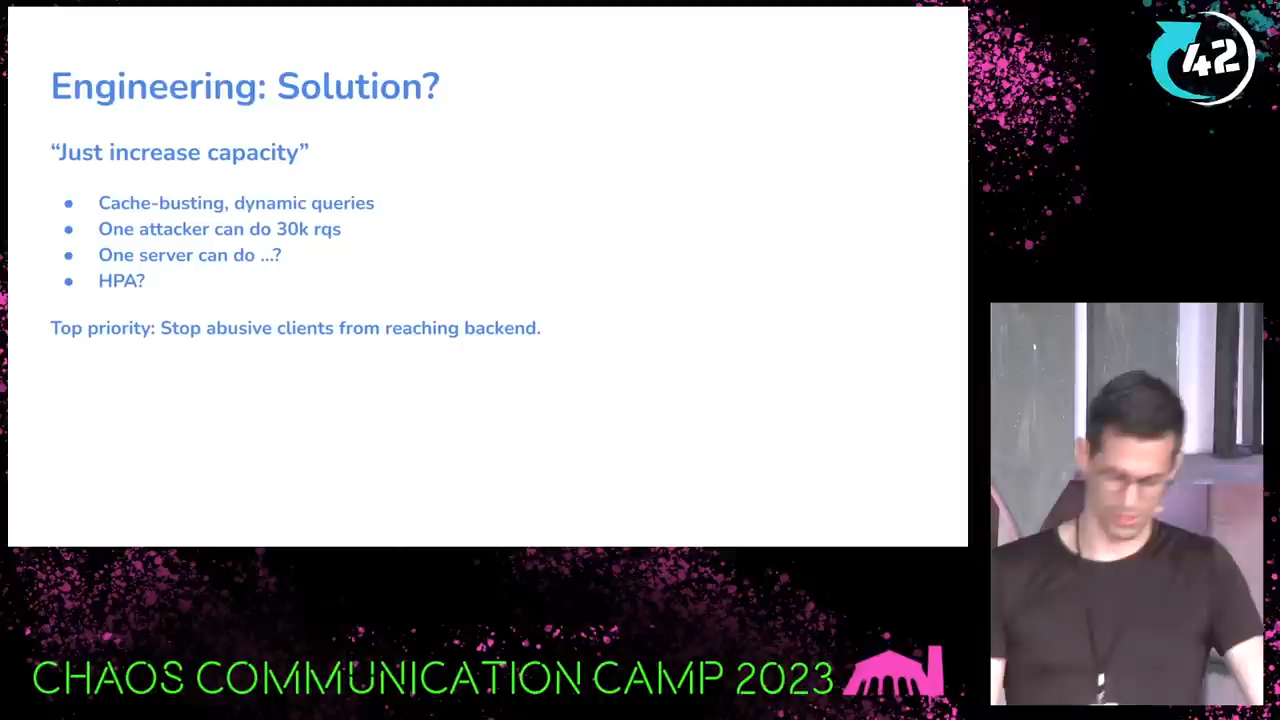 Engineering: Solution?
“Just increase capacity”
● Cache-busting, dynamic queries
● One attacker can do 30k rqs
● One server can do ...?
● HPA?
Top priority: Stop abusive clients from reaching backend.
42
CHAOS COMMUNICATION CAMP 2023